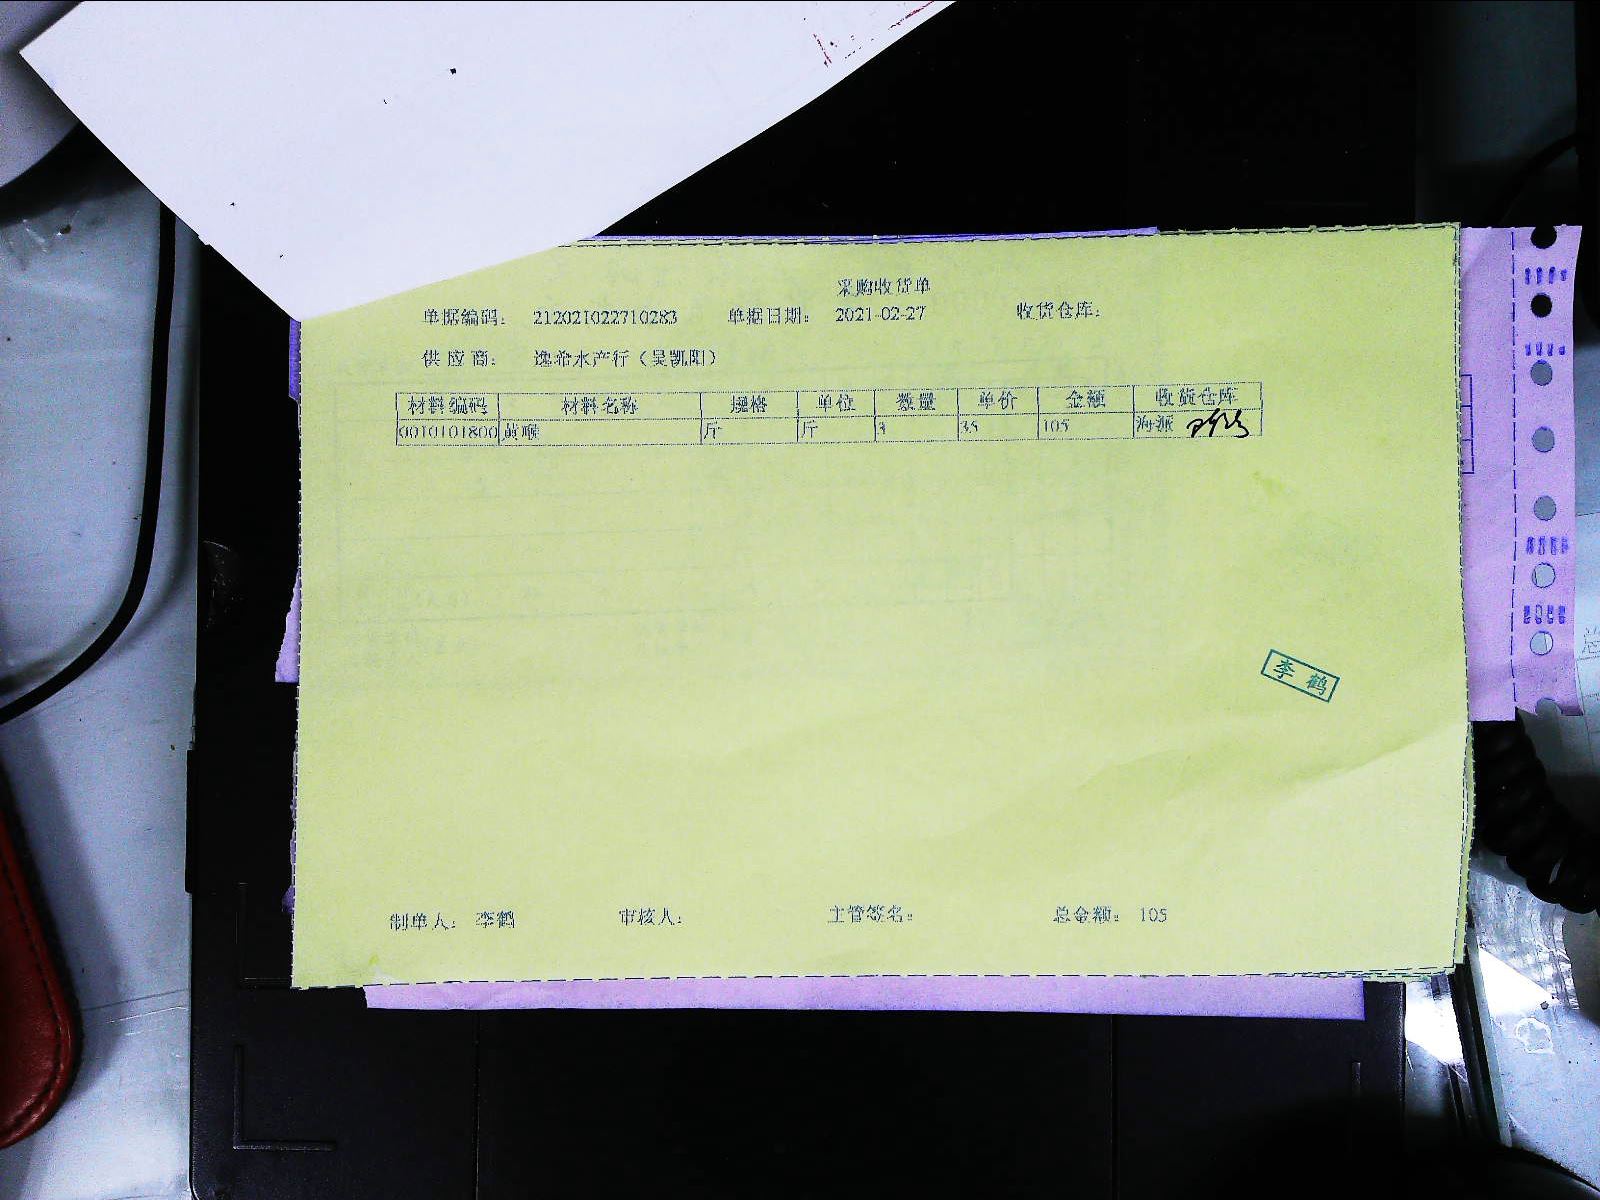 采购收货单
单据编码： 212021022710283 单据日期： 2021-02-27 收货仓库：
供应商： 逸希水产行（吴凯阳）
材料编码 材料名称 规格 单位 数量 单价 金额 收货仓库
0010101800 黄喉 斤 斤 3 35 105 海派
李鹤
制单人： 李鹤 审核人： 主管签名： 总金额： 105